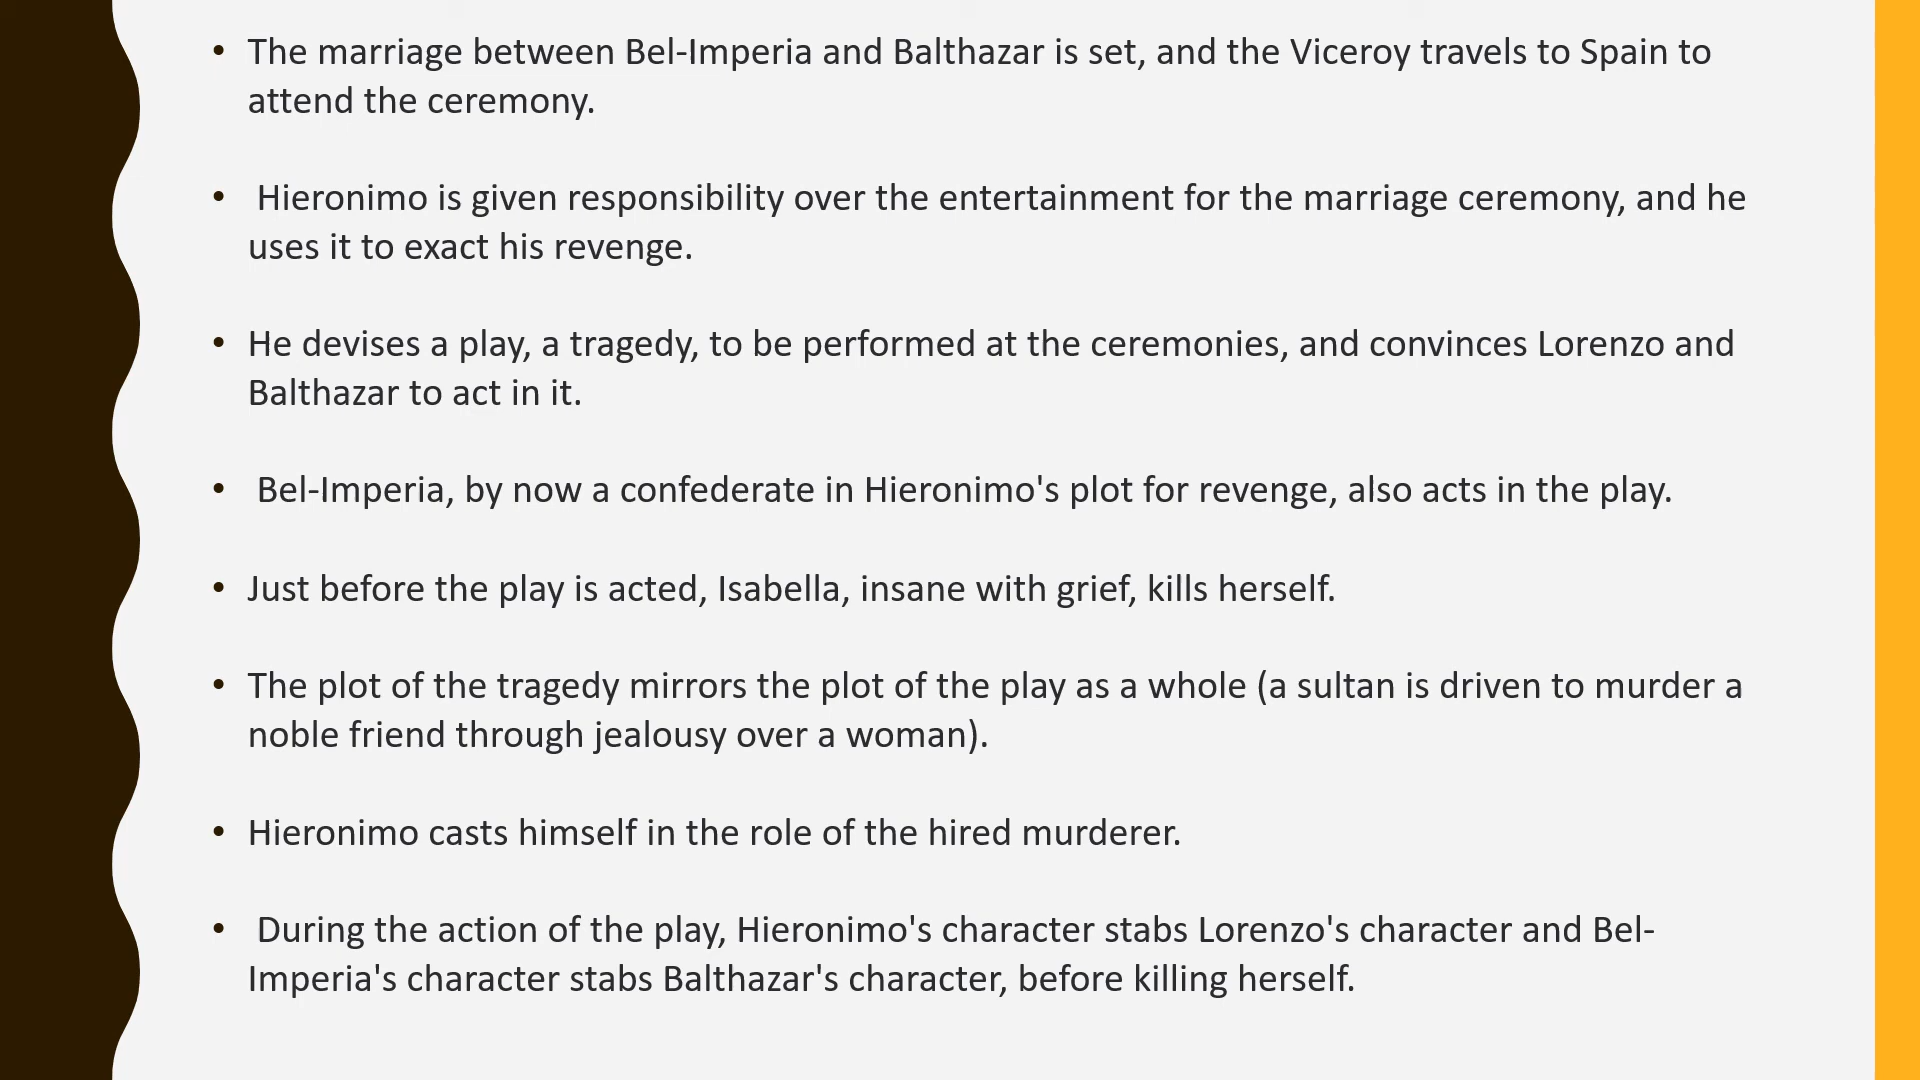 • The marriage between Bel-Imperia and Balthazar is set, and the Viceroy travels to Spain to
attend the ceremony.
• Hieronimo is given responsibility over the entertainment for the marriage ceremony, and he
uses it to exact his revenge.
• He devises a play, a tragedy, to be performed at the ceremonies, and convinces Lorenzo and
Balthazar to act in it.
• Bel-Imperia, by now a confederate in Hieronimo's plot for revenge, also acts in the play.
• Just before the play is acted, Isabella, insane with grief, kills herself.
• The plot of the tragedy mirrors the plot of the play as a whole (a sultan is driven to murder a
noble friend through jealousy over a woman).
• Hieronimo casts himself in the role of the hired murderer.
• During the action of the play, Hieronimo's character stabs Lorenzo's character and Bel-
Imperia's character stabs Balthazar's character, before killing herself.